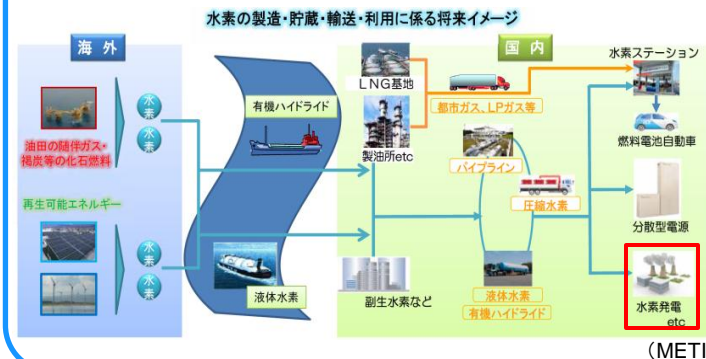 水素の製造・貯蔵・輸送・利用に係る将来イメージ
海 外
国 内
水素ステーション
水素
水素
油田の随伴ガス・
褐炭等の化石燃料
有機ハイドライド
LNG基地
都市ガス、LPガス等
製油所etc
パイプライン
圧縮水素
燃料電池自動車
再生可能エネルギー
水素
水素
分散型電源
液体水素
副生水素など
液体水素
有機ハイドライド
水素発電
etc
(METI